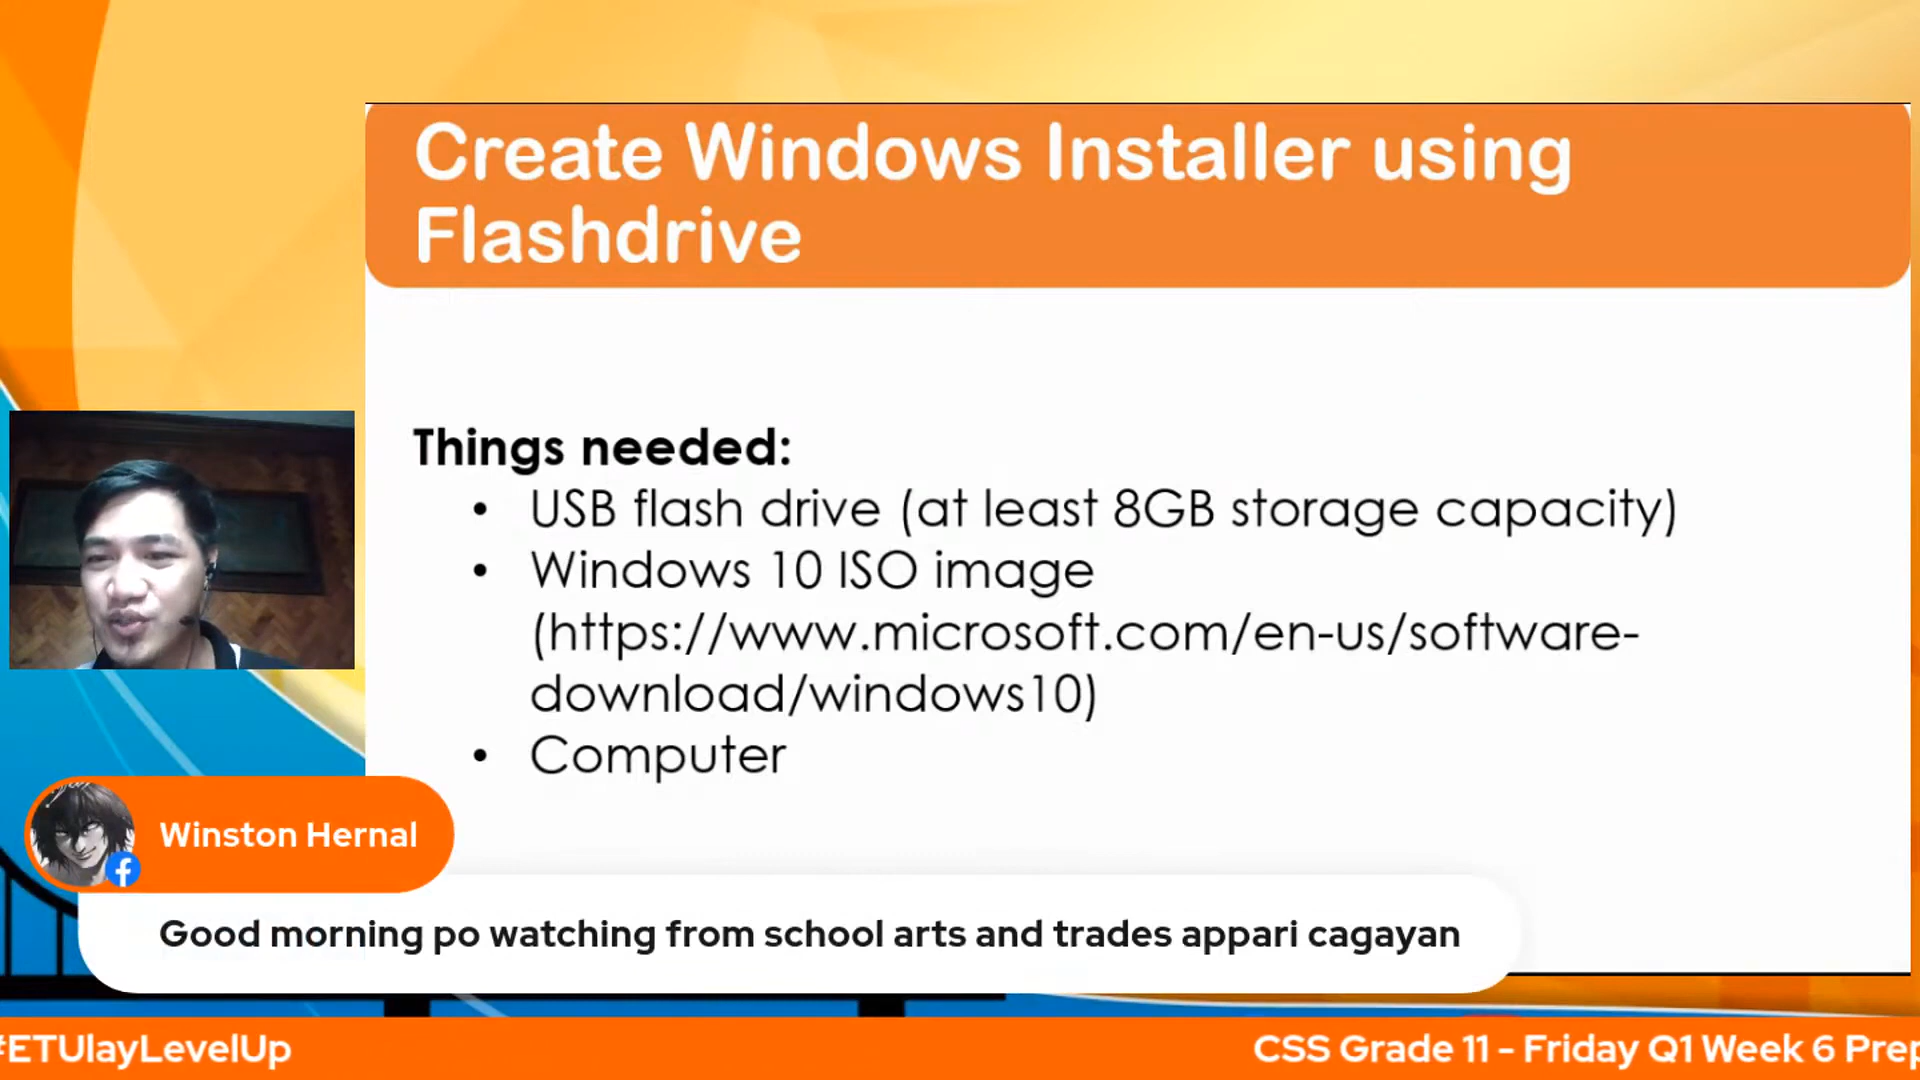 Create Windows Installer using
Flashdrive
Things needed:
• USB flash drive (at least 8GB storage capacity)
• Windows 10 ISO image
(https://www.microsoft.com/en-us/software-
download/windows10)
• Computer
Winston Hernal
Good morning po watching from school arts and trades appari cagayan
#ETUlayLevelUp
CSS Grade 11 - Friday Q1 Week 6 Prep